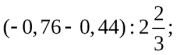 (- 0,76 - 0,44) : 2 2/3;